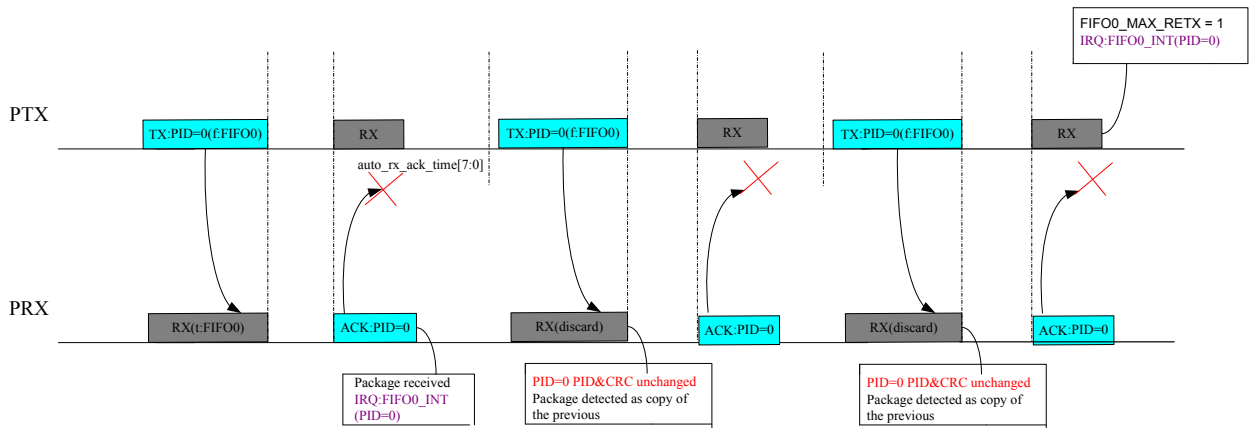 FIFO0_MAX_RETX = 1
IRQ:FIFO0_INT(PID=0)
PTX
TX:PID=0(f:FIFO0)
RX
TX:PID=0(f:FIFO0)
RX
TX:PID=0(f:FIFO0)
RX
auto_rx_ack_time[7:0]
PRX
RX(t:FIFO0)
ACK:PID=0
RX(discard)
ACK:PID=0
RX(discard)
ACK:PID=0
Package received
IRQ:FIFO0_INT
(PID=0)
PID=0 PID&CRC unchanged
Package detected as copy of
the previous
PID=0 PID&CRC unchanged
Package detected as copy of
the previous